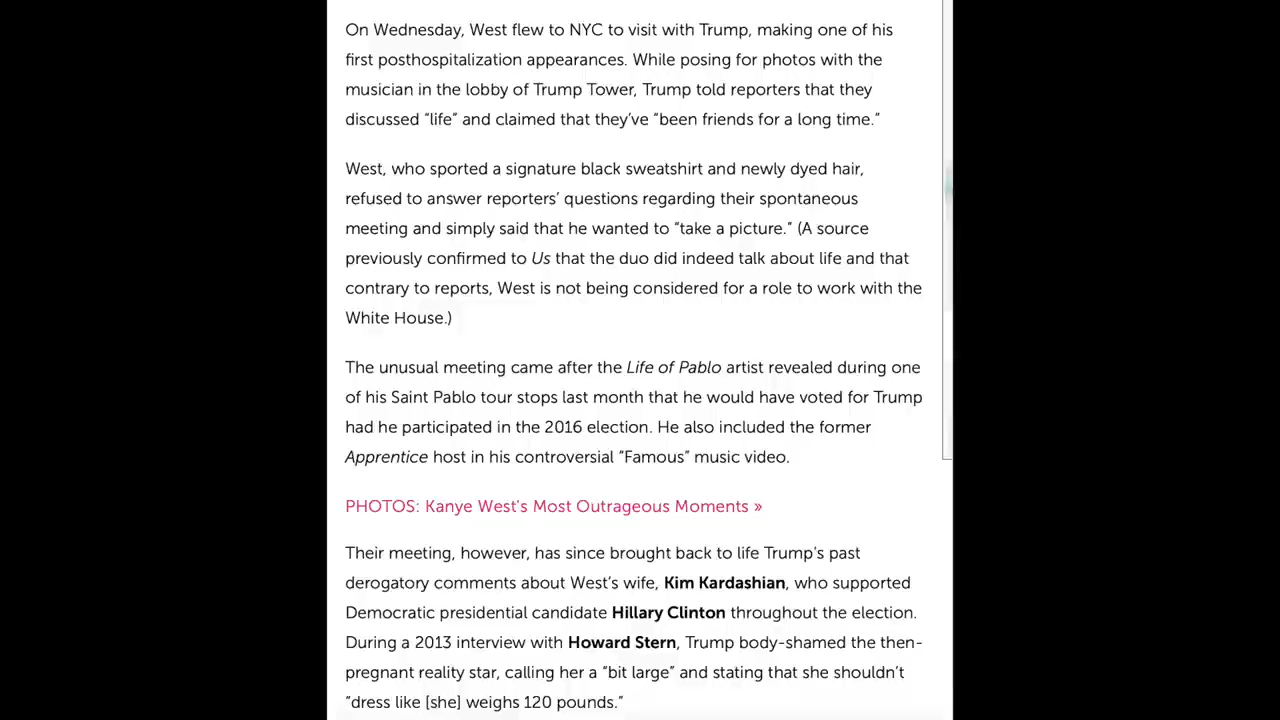 On Wednesday, West flew to NYC to visit with Trump, making one of his
first posthospitalization appearances. While posing for photos with the
musician in the lobby of Trump Tower, Trump told reporters that they
discussed “life” and claimed that they’ve “been friends for a long time.”
West, who sported a signature black sweatshirt and newly dyed hair,
refused to answer reporters’ questions regarding their spontaneous
meeting and simply said that he wanted to “take a picture.” (A source
previously confirmed to Us that the duo did indeed talk about life and that
contrary to reports, West is not being considered for a role to work with the
White House.)
The unusual meeting came after the Life of Pablo artist revealed during one
of his Saint Pablo tour stops last month that he would have voted for Trump
had he participated in the 2016 election. He also included the former
Apprentice host in his controversial “Famous” music video.
PHOTOS: Kanye West's Most Outrageous Moments »
Their meeting, however, has since brought back to life Trump’s past
derogatory comments about West’s wife, Kim Kardashian, who supported
Democratic presidential candidate Hillary Clinton throughout the election.
During a 2013 interview with Howard Stern, Trump body-shamed the then-
pregnant reality star, calling her a “bit large” and stating that she shouldn’t
“dress like [she] weighs 120 pounds.”